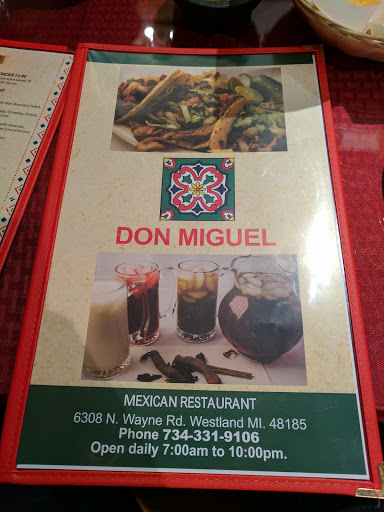 DON MIGUEL
MEXICAN RESTAURANT
6308 N. Wayne Rd. Westland MI. 48185
Phone 734-331-9106
Open daily 7:00am to 10:00pm.